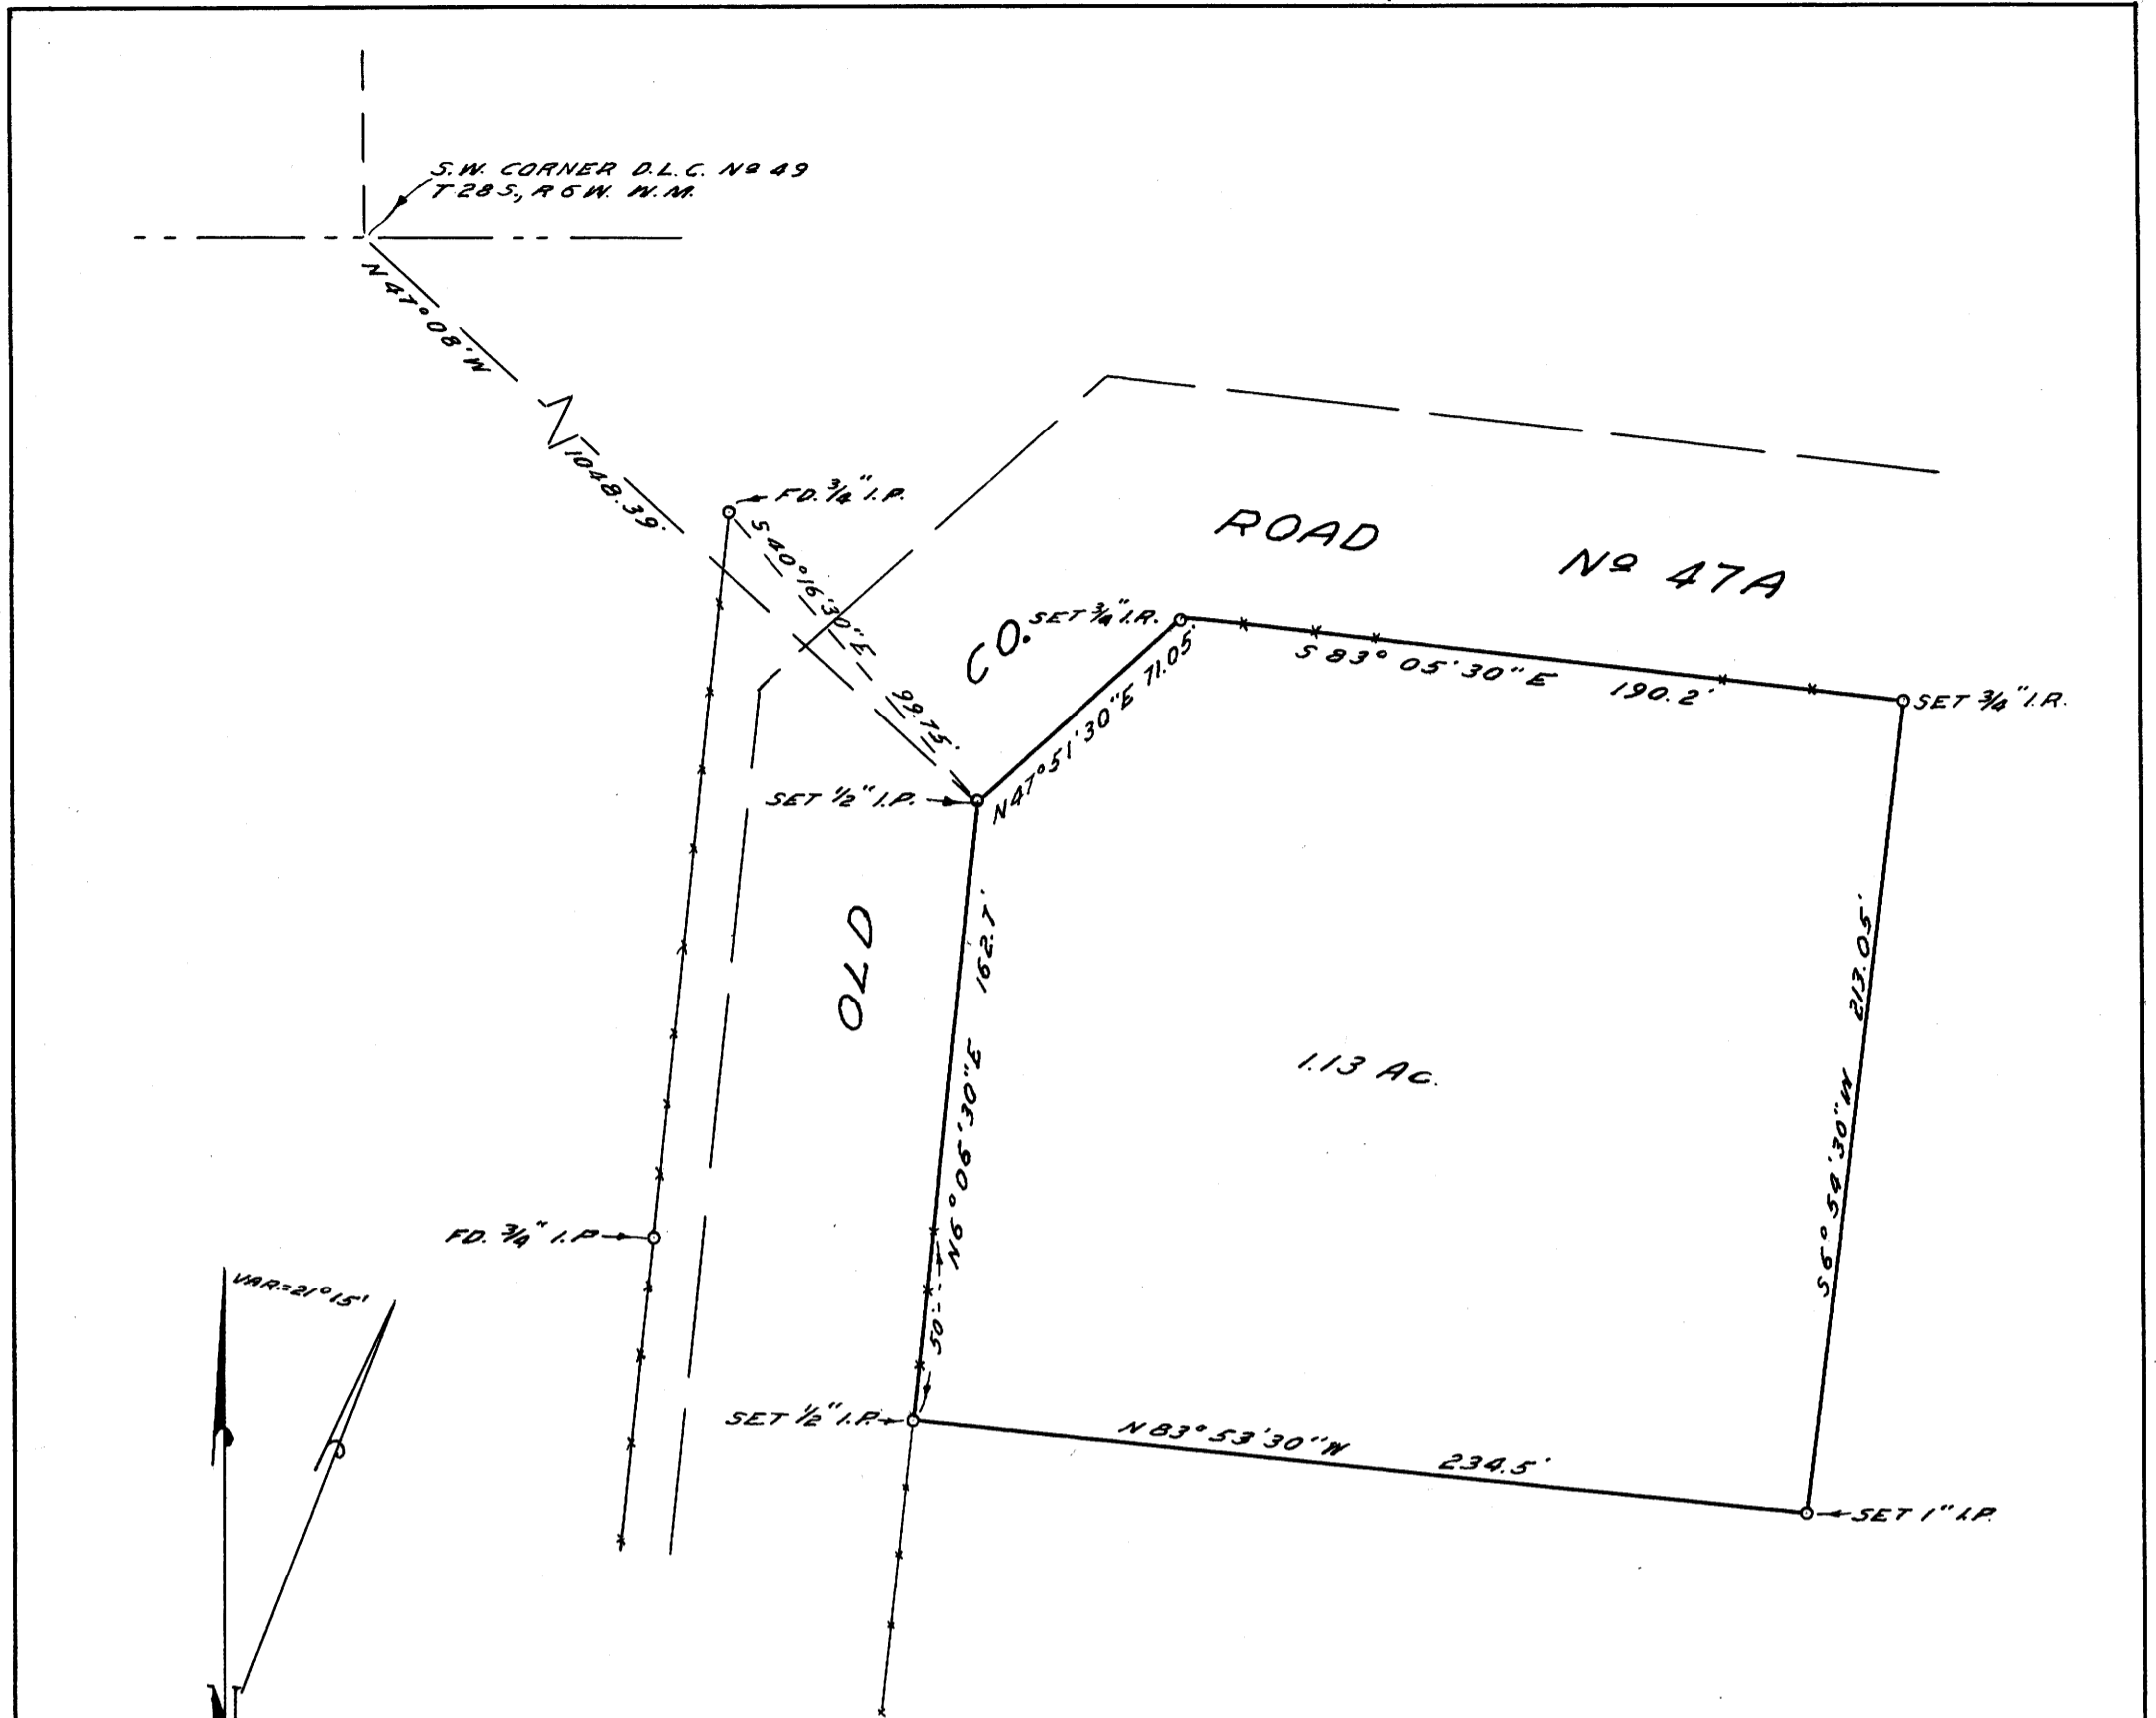 S.W. CORNER D.L.C. Nº 49
T 28 S., R 6 W. W.M.
N 47° 08' W
1048.39'
FD. 3/4" I.P.
S 40° 16' 30" E
99.75'
ROAD
Nº 47A
CO.
SET 3/4" I.R.
S 83° 05' 30" E 190.2'
SET 3/4" I.R.
N 47° 51' 30" E 71.05'
SET 1/2" I.P.
OLD
162.7'
N 6° 06' 30" E
213.05'
S 6° 54' 30" W
1.13 AC.
FD. 3/4" I.P.
VAR.=21°15'
50'
SET 1/2" I.P.
N 83° 53' 30" W 234.5'
SET 1" I.P.